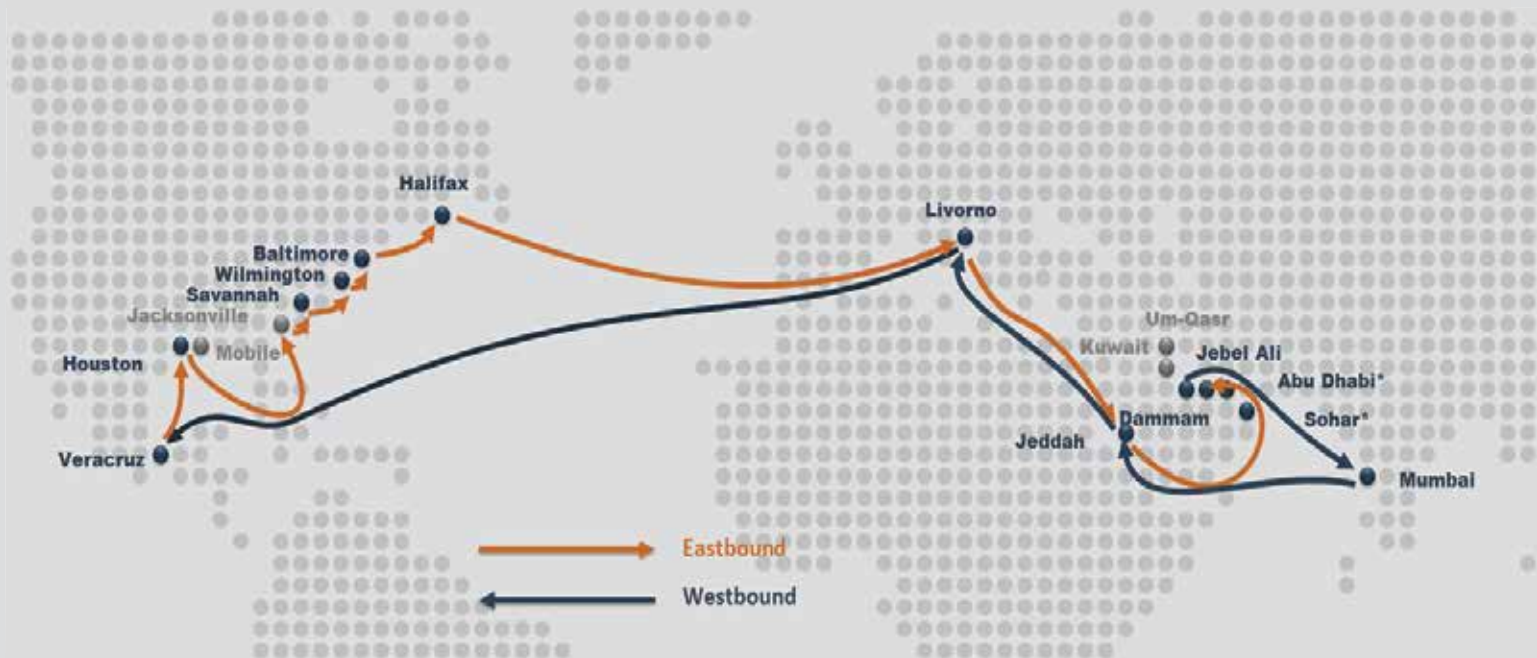 Halifax
Livorno
Baltimore
Wilmington
Savannah
Jacksonville
Um-Qasr
Kuwait
Mobile
Jebel Ali
Houston
Abu Dhabi*
Dammam
Sohar*
Jeddah
Veracruz
Mumbai
Eastbound
Westbound